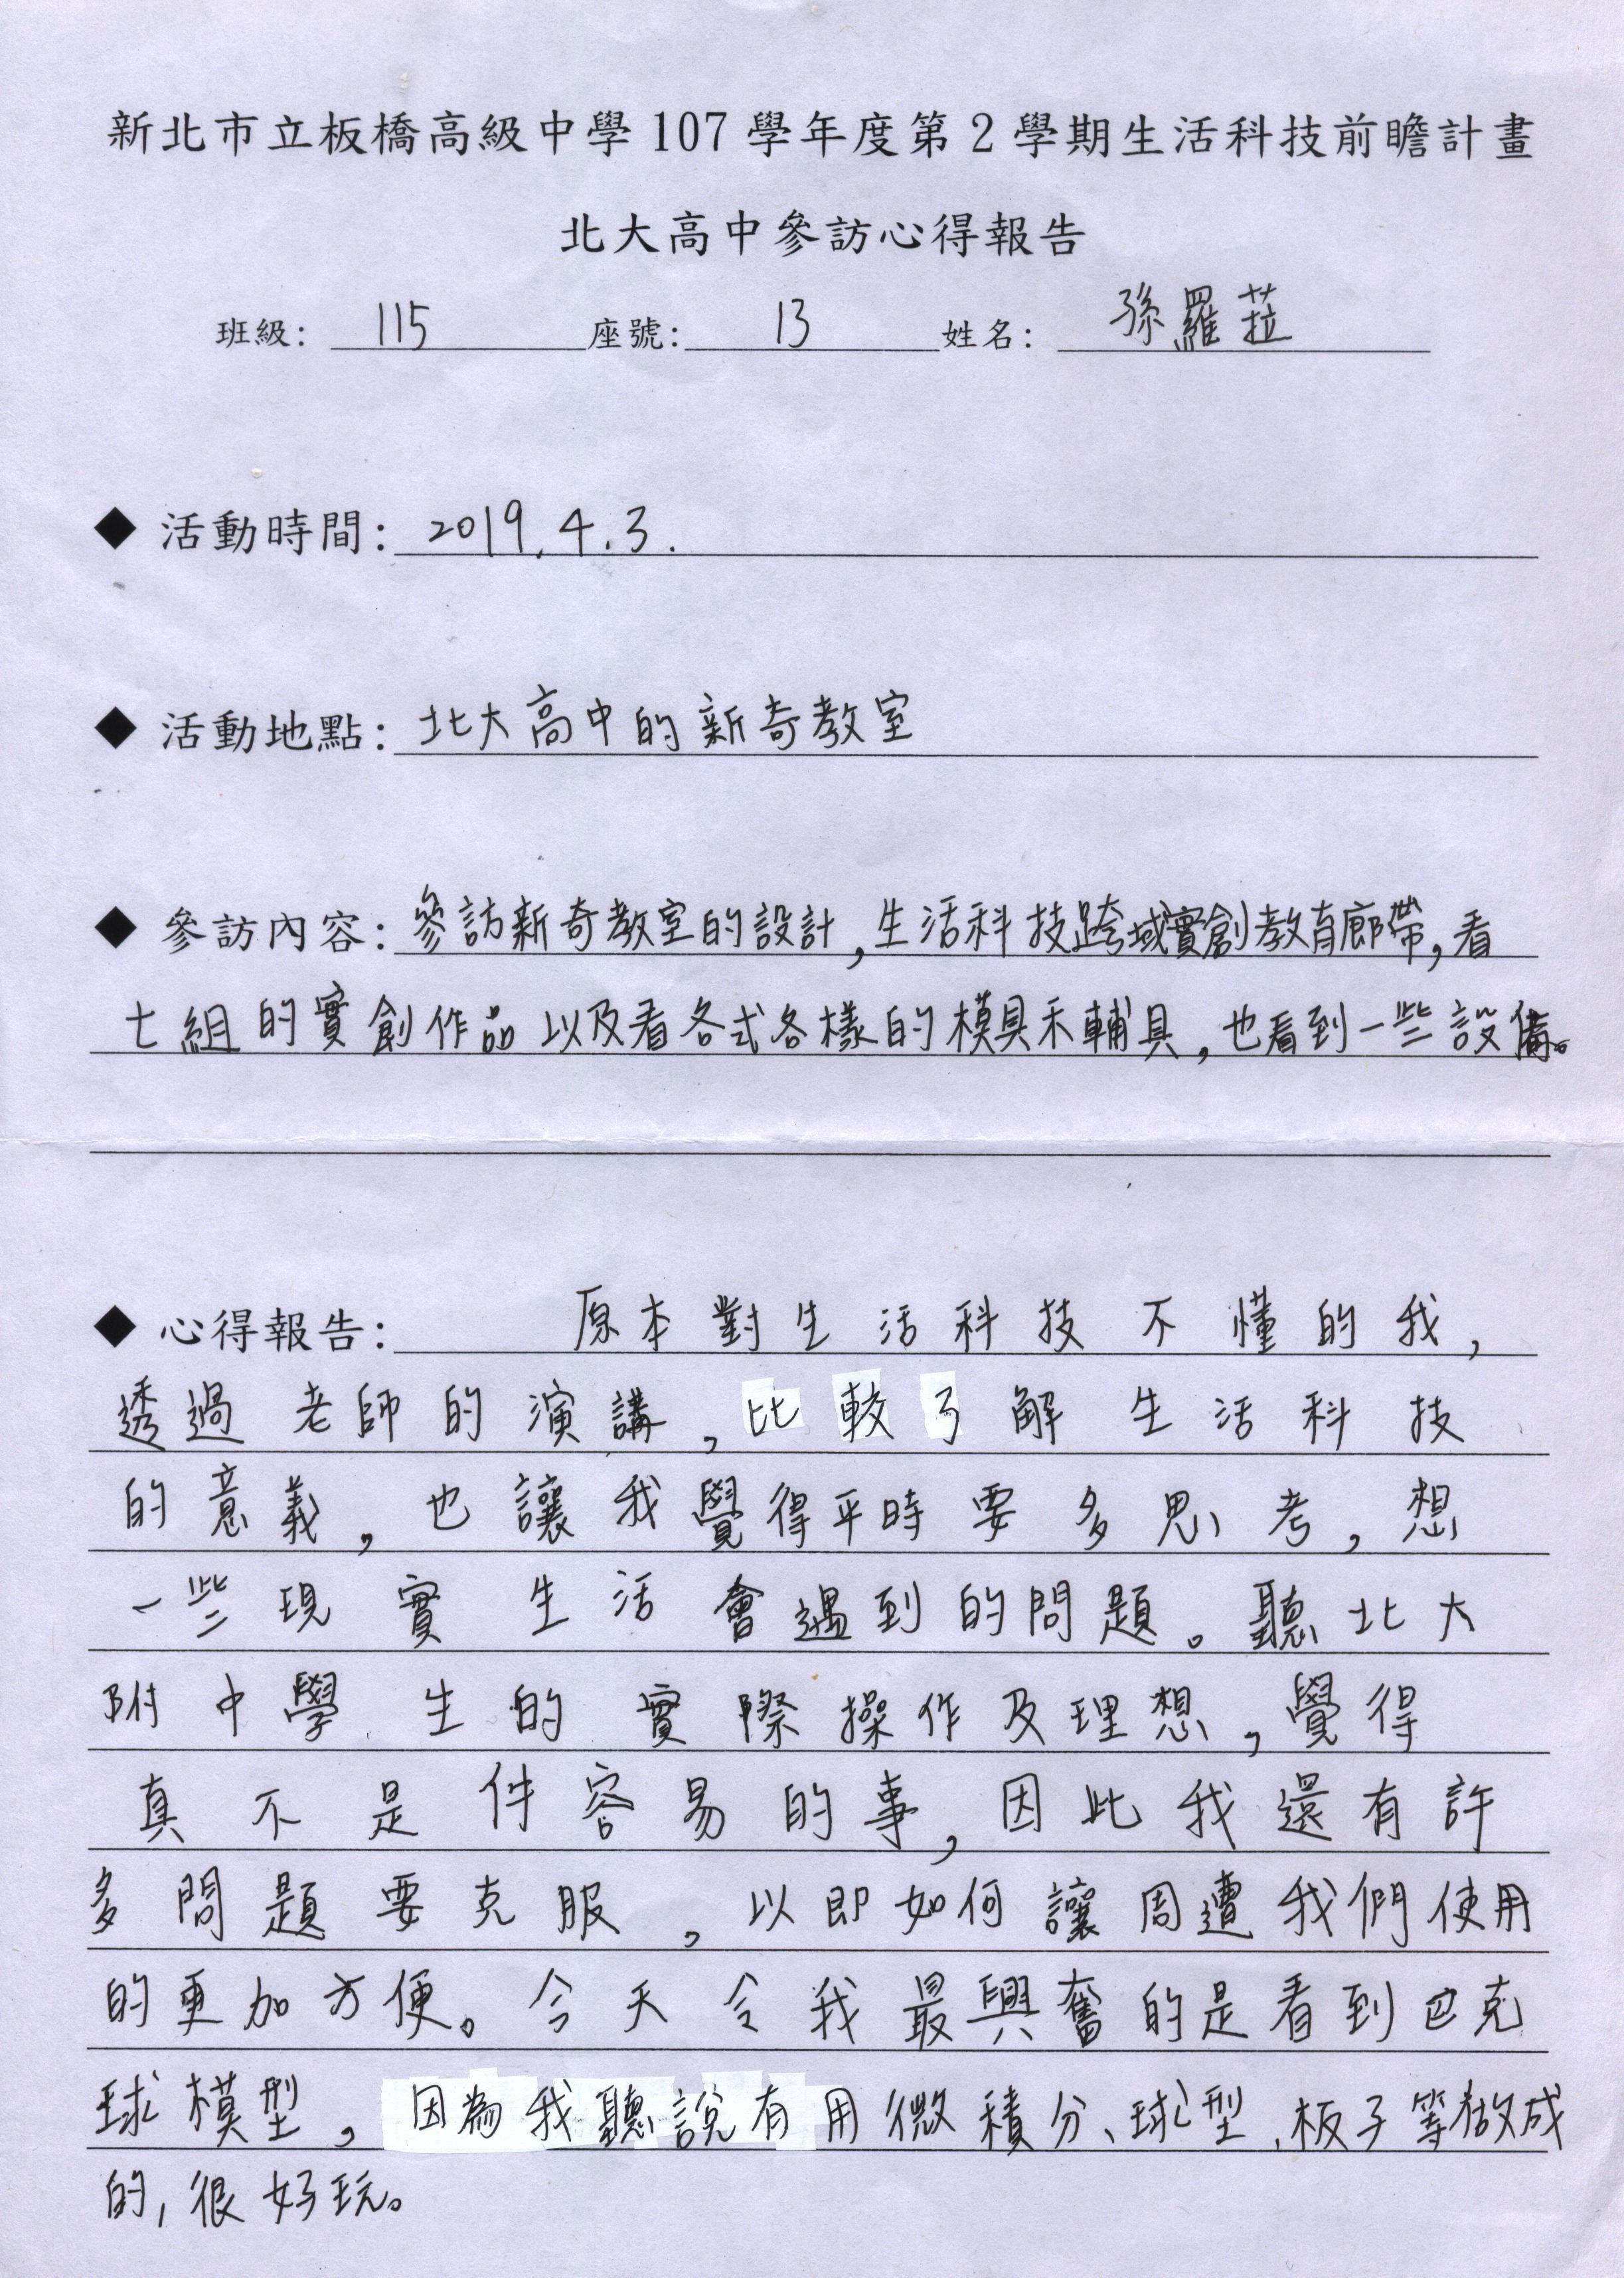 新北市立板橋高級中學 107 學年度第 2 學期生活科技前瞻計畫
北大高中參訪心得報告
班級: 115 座號: 13 姓名: 孫羅菈
◆ 活動時間: 2019.4.3.
◆ 活動地點: 北大高中的新奇教室
◆ 參訪內容: 參訪新奇教室的設計,生活科技跨域實創教育廊帶,看
七組的實創作品以及看各式各樣的模具禾輔具,也看到一些設備。
◆ 心得報告: 原本對生活科技不懂的我,
透過老師的演講,比較了解生活科技
的意義,也讓我覺得平時要多思考,想
一些現實生活會遇到的問題。聽北大
附中學生的實際操作及理想,覺得
真不是件容易的事,因此我還有許
多問題要克服,以即如何讓周遭我們使用
的更加方便。今天令我最興奮的是看到巴克
球模型,因為我聽說有用微積分、球型、板子等做成
的,很好玩。